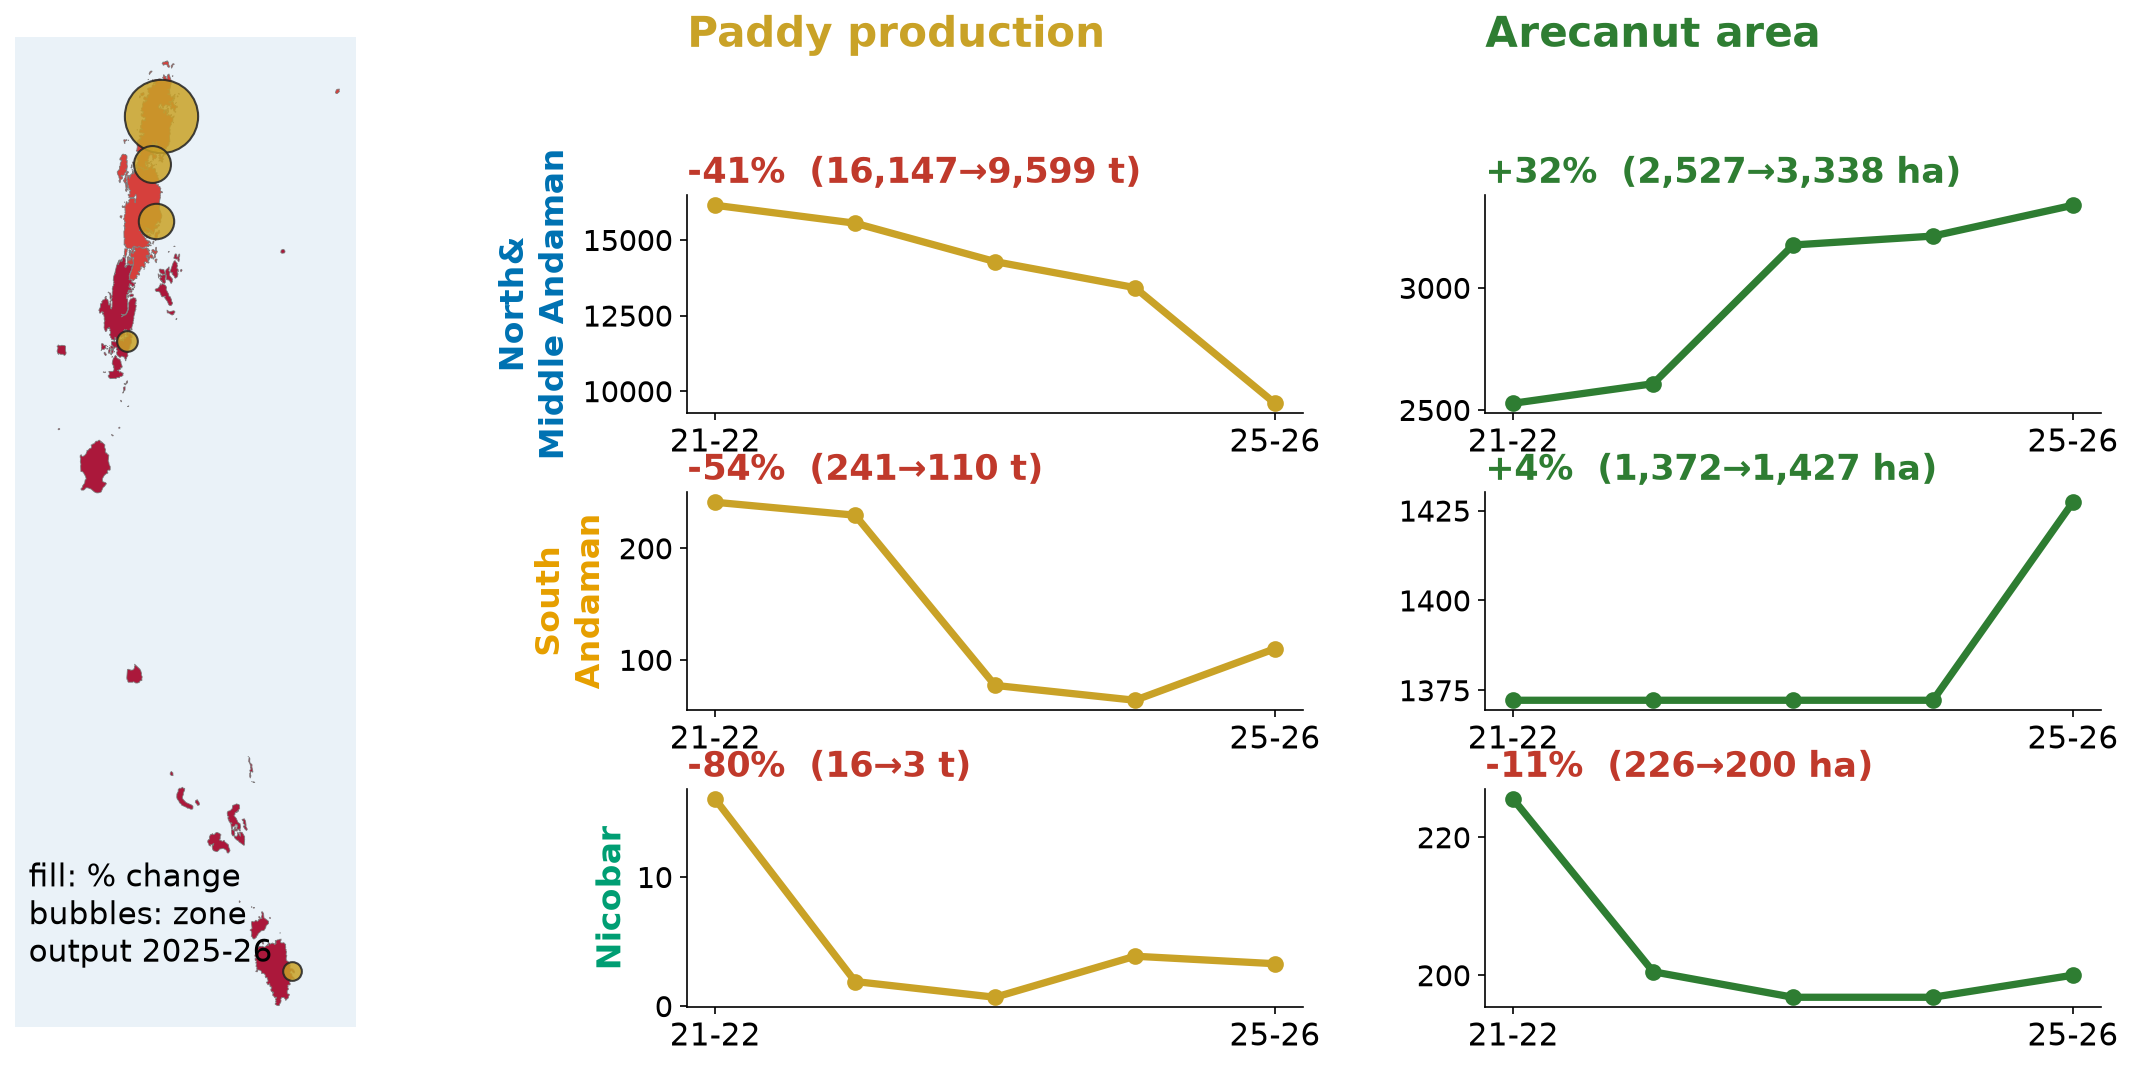 Paddy production
Arecanut area
fill: % change
bubbles: zone
output 2025-26
North&
Middle Andaman
-41%  (16,147→9,599 t)
15000
12500
10000
21-22
25-26
+32%  (2,527→3,338 ha)
3000
2500
21-22
25-26
South
Andaman
-54%  (241→110 t)
200
100
21-22
25-26
+4%  (1,372→1,427 ha)
1425
1400
1375
21-22
25-26
Nicobar
-80%  (16→3 t)
10
0
21-22
25-26
-11%  (226→200 ha)
220
200
21-22
25-26